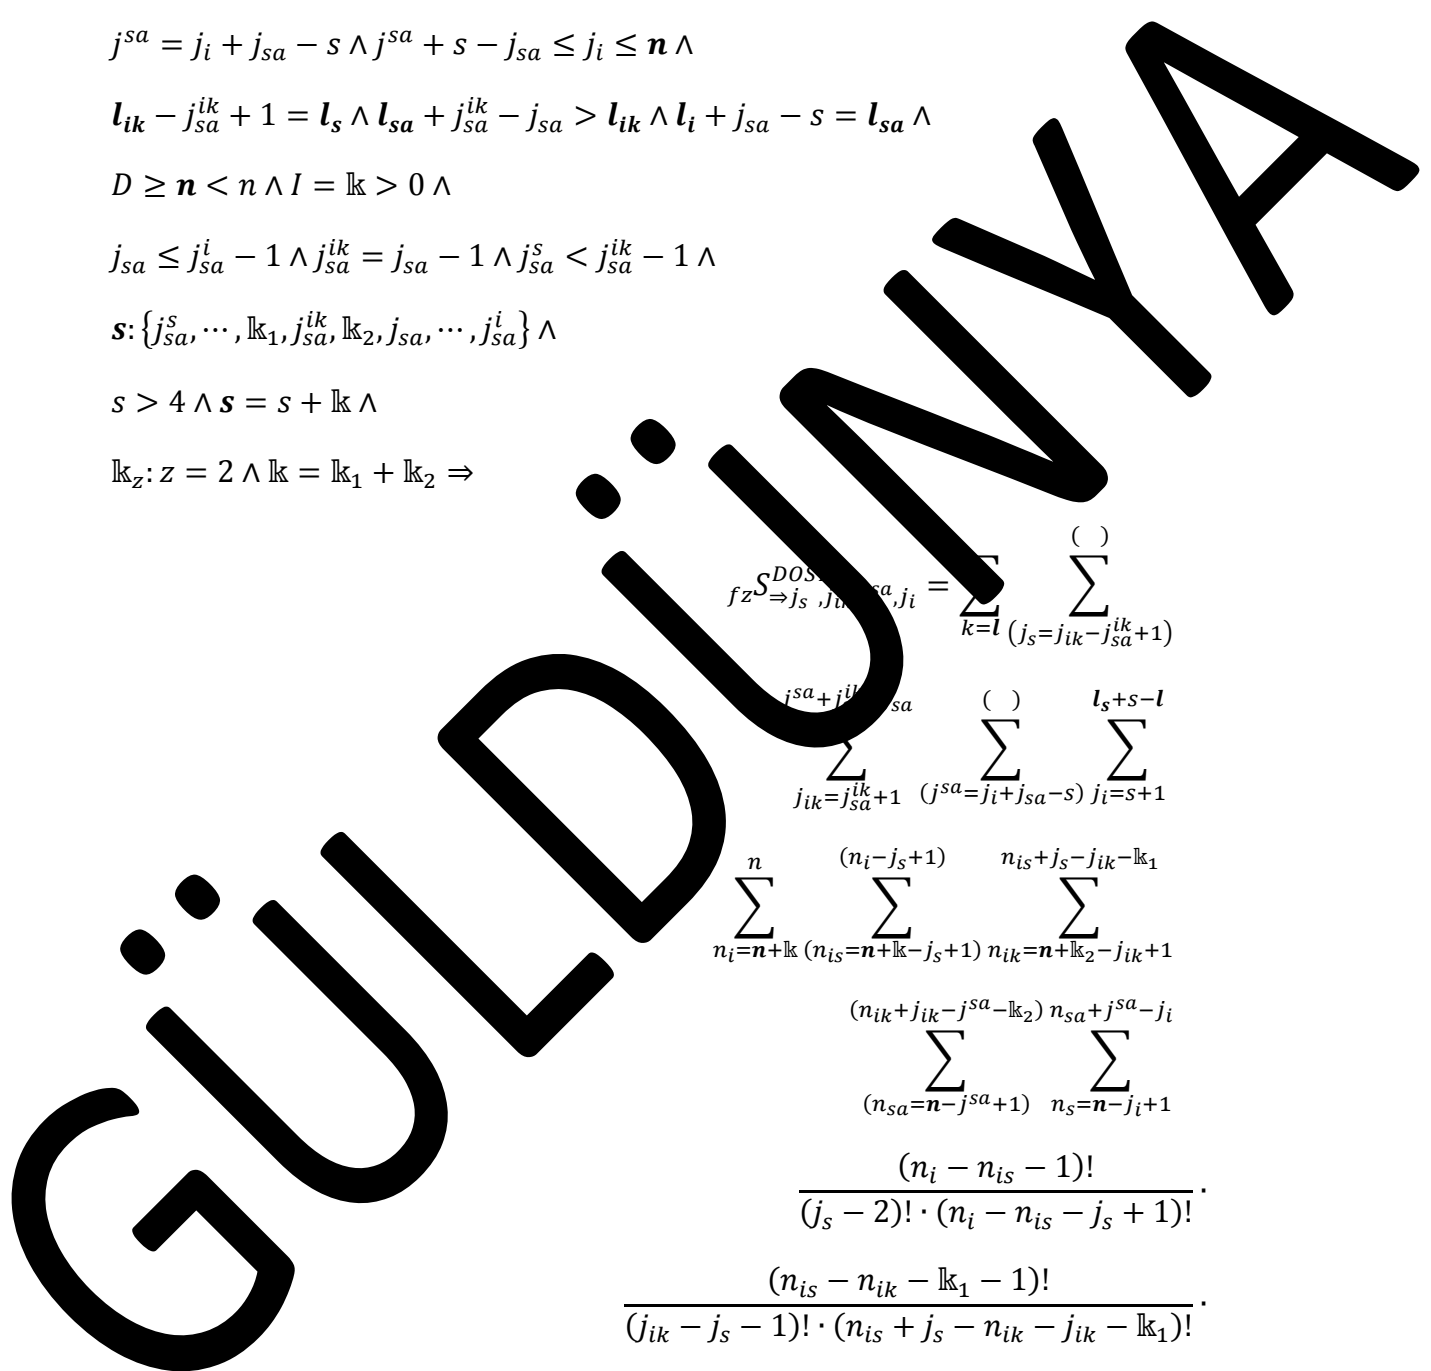 j^{sa} = j_i + j_{sa} − s ∧ j^{sa} + s − j_{sa} ≤ j_i ≤ n ∧
l_{ik} − j_{sa}^{ik} + 1 = l_s ∧ l_{sa} + j_{sa}^{ik} − j_{sa} > l_{ik} ∧ l_i + j_{sa} − s = l_{sa} ∧
D ≥ n < n ∧ I = 𝕜 > 0 ∧
j_{sa} ≤ j_{sa}^i − 1 ∧ j_{sa}^{ik} = j_{sa} − 1 ∧ j_{sa}^s < j_{sa}^{ik} − 1 ∧
s: {j_{sa}^s, ⋯, 𝕜_1, j_{sa}^{ik}, 𝕜_2, j_{sa}, ⋯, j_{sa}^i} ∧
s > 4 ∧ s = s + 𝕜 ∧
𝕜_z: z = 2 ∧ 𝕜 = 𝕜_1 + 𝕜_2 ⇒
= ∑_{k=l} ∑_{(j_s=j_{ik}−j_{sa}^{ik}+1)}^{( )}
∑_{j_{ik}=j_{sa}^{ik}+1} ∑_{(j^{sa}=j_i+j_{sa}−s)}^{( )} ∑_{j_i=s+1}^{l_s+s−l}
∑_{n_i=n+𝕜}^{n} ∑_{(n_{is}=n+𝕜−j_s+1)}^{(n_i−j_s+1)} ∑_{n_{ik}=n+𝕜_2−j_{ik}+1}^{n_{is}+j_s−j_{ik}−𝕜_1}
∑_{(n_{sa}=n−j^{sa}+1)}^{(n_{ik}+j_{ik}−j^{sa}−𝕜_2)} ∑_{n_s=n−j_i+1}^{n_{sa}+j^{sa}−j_i}
(n_i − n_{is} − 1)!
(j_s − 2)! · (n_i − n_{is} − j_s + 1)! ·
(n_{is} − n_{ik} − 𝕜_1 − 1)!
(j_{ik} − j_s − 1)! · (n_{is} + j_s − n_{ik} − j_{ik} − 𝕜_1)! ·
GÜLDÜNYA